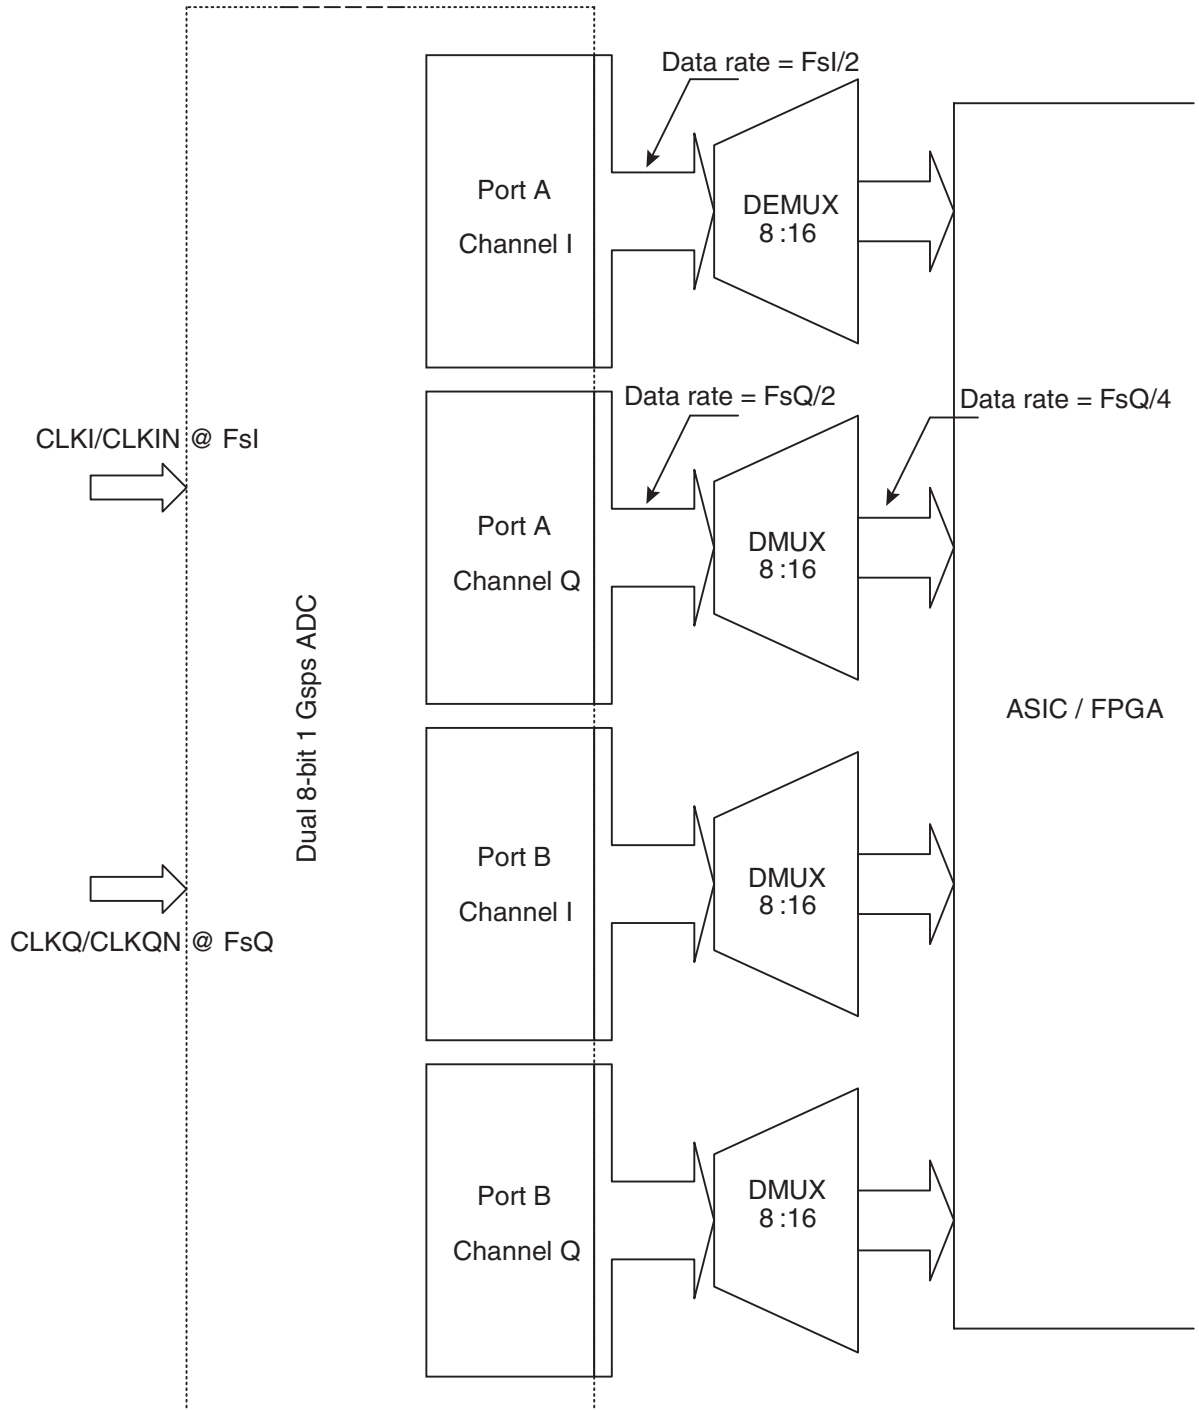 Data rate = FsI/2
Port A
Channel I
DEMUX
8 :16
Data rate = FsQ/2
Data rate = FsQ/4
CLKI/CLKIN @ FsI
Port A
Channel Q
DMUX
8 :16
Dual 8-bit 1 Gsps ADC
ASIC / FPGA
Port B
Channel I
DMUX
8 :16
CLKQ/CLKQN @ FsQ
Port B
Channel Q
DMUX
8 :16